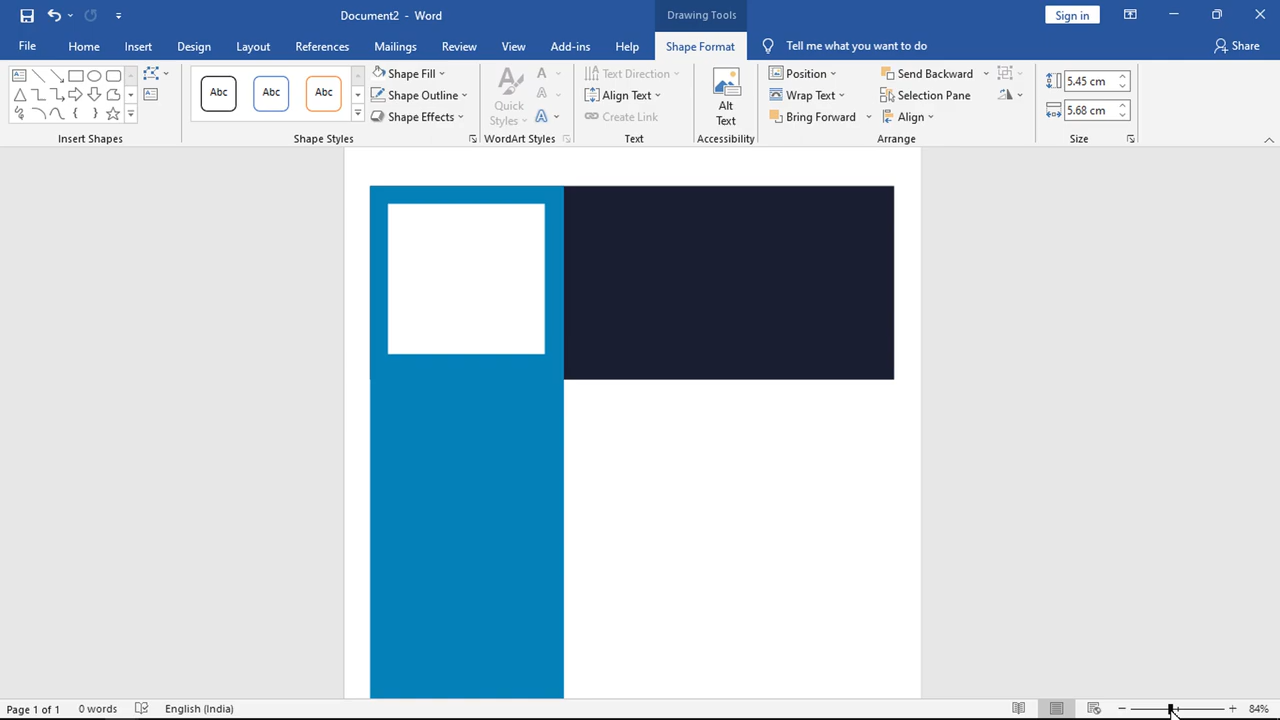 Document2 - Word
Drawing Tools
Sign in
File Home Insert Design Layout References Mailings Review View Add-ins Help Shape Format Tell me what you want to do Share
Abc Abc Abc
Shape Fill
Shape Outline
Shape Effects
Quick Styles
Text Direction
Align Text
Create Link
Alt Text
Position
Wrap Text
Bring Forward
Send Backward
Selection Pane
Align
5.45 cm
5.68 cm
Insert Shapes Shape Styles WordArt Styles Text Accessibility Arrange Size
Page 1 of 1 0 words English (India) 84%